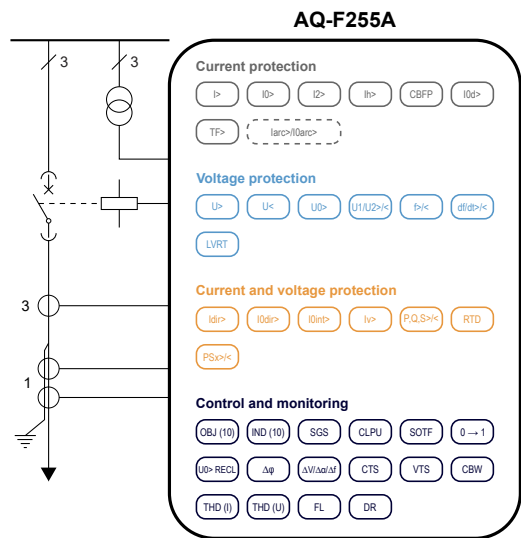 AQ-F255A
3
3
Current protection
I> I0> I2> Ih> CBFP I0d>
TF> Iarc>/I0arc>
Voltage protection
U> U< U0> U1/U2>/< f>/< df/dt>/<
LVRT
Current and voltage protection
3
Idir> I0dir> I0int> Iv> P,Q,S>/< RTD
PSx>/<
1
Control and monitoring
OBJ (10) IND (10) SGS CLPU SOTF 0 → 1
U0> RECL Δφ ΔV/Δα/Δf CTS VTS CBW
THD (I) THD (U) FL DR